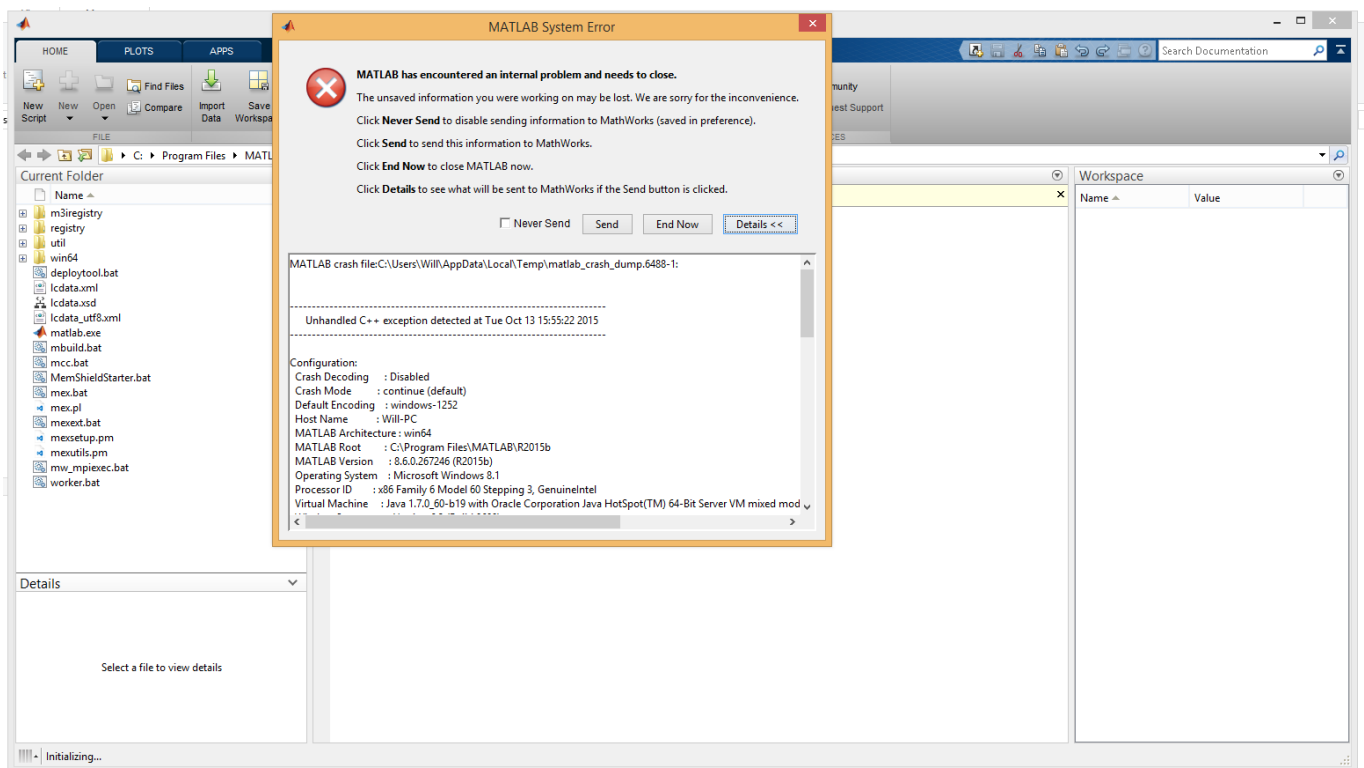 MATLAB System Error
HOME PLOTS APPS
Search Documentation
New Script
New
Open
Find Files
Compare
Import Data
Save Workspa
FILE
munity
uest Support
CES
C: ▸ Program Files ▸ MATL
Current Folder
Name
m3iregistry
registry
util
win64
deploytool.bat
lcdata.xml
lcdata.xsd
lcdata_utf8.xml
matlab.exe
mbuild.bat
mcc.bat
MemShieldStarter.bat
mex.bat
mex.pl
mexext.bat
mexsetup.pm
mexutils.pm
mw_mpiexec.bat
worker.bat
Details
Select a file to view details
Initializing...
MATLAB has encountered an internal problem and needs to close.
The unsaved information you were working on may be lost. We are sorry for the inconvenience.
Click Never Send to disable sending information to MathWorks (saved in preference).
Click Send to send this information to MathWorks.
Click End Now to close MATLAB now.
Click Details to see what will be sent to MathWorks if the Send button is clicked.
Never Send Send End Now Details <<
MATLAB crash file:C:\Users\Will\AppData\Local\Temp\matlab_crash_dump.6488-1:
------------------------------------------------------------------------
Unhandled C++ exception detected at Tue Oct 13 15:55:22 2015
------------------------------------------------------------------------
Configuration:
Crash Decoding : Disabled
Crash Mode : continue (default)
Default Encoding : windows-1252
Host Name : Will-PC
MATLAB Architecture : win64
MATLAB Root : C:\Program Files\MATLAB\R2015b
MATLAB Version : 8.6.0.267246 (R2015b)
Operating System : Microsoft Windows 8.1
Processor ID : x86 Family 6 Model 60 Stepping 3, GenuineIntel
Virtual Machine : Java 1.7.0_60-b19 with Oracle Corporation Java HotSpot(TM) 64-Bit Server VM mixed mod
Workspace
Name Value